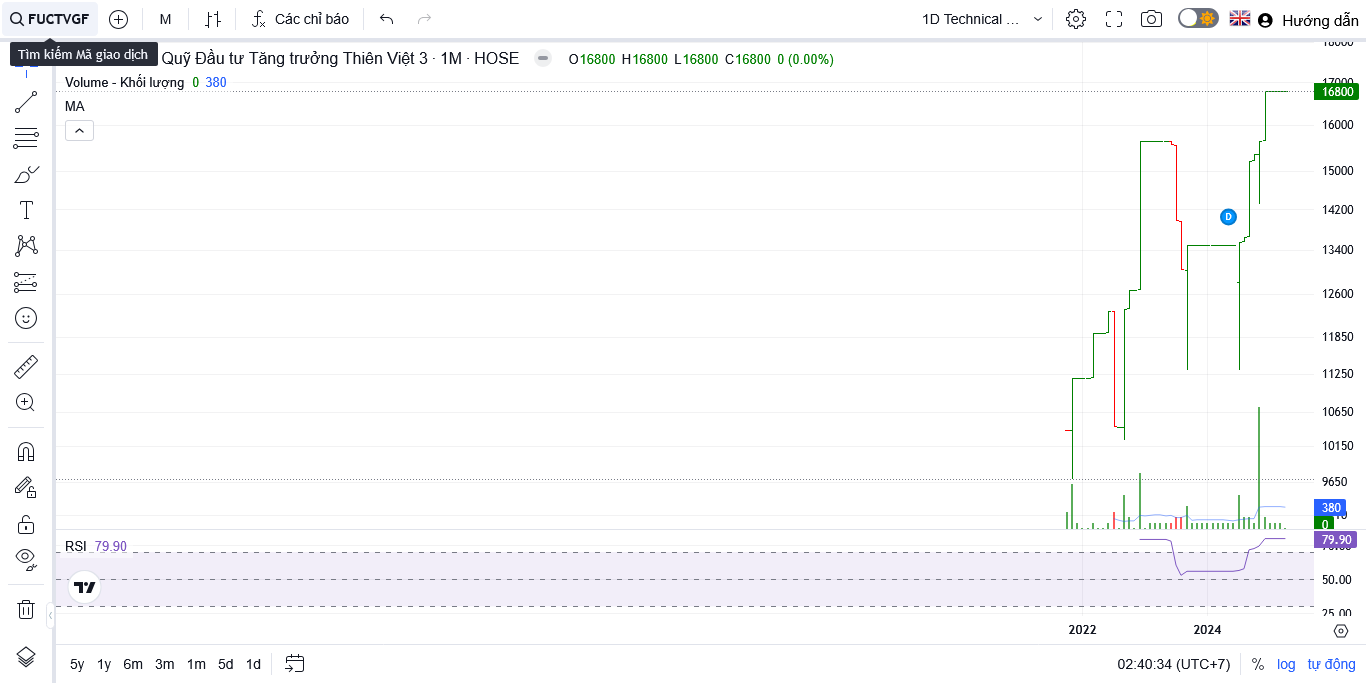 FUCTVGF
M
Các chỉ báo
1D Technical ...
Hướng dẫn
Tìm kiếm Mã giao dịch
Quỹ Đầu tư Tăng trưởng Thiên Việt 3 · 1M · HOSE
O16800 H16800 L16800 C16800 0 (0.00%)
Volume - Khối lượng 0 380
MA
18000
17000
16800
16000
15000
14200
13400
12600
11850
11250
10650
10150
9650
380
0
D
RSI 79.90
79.90
50.00
25.00
2022
2024
5y 1y 6m 3m 1m 5d 1d
02:40:34 (UTC+7)
% log tự động